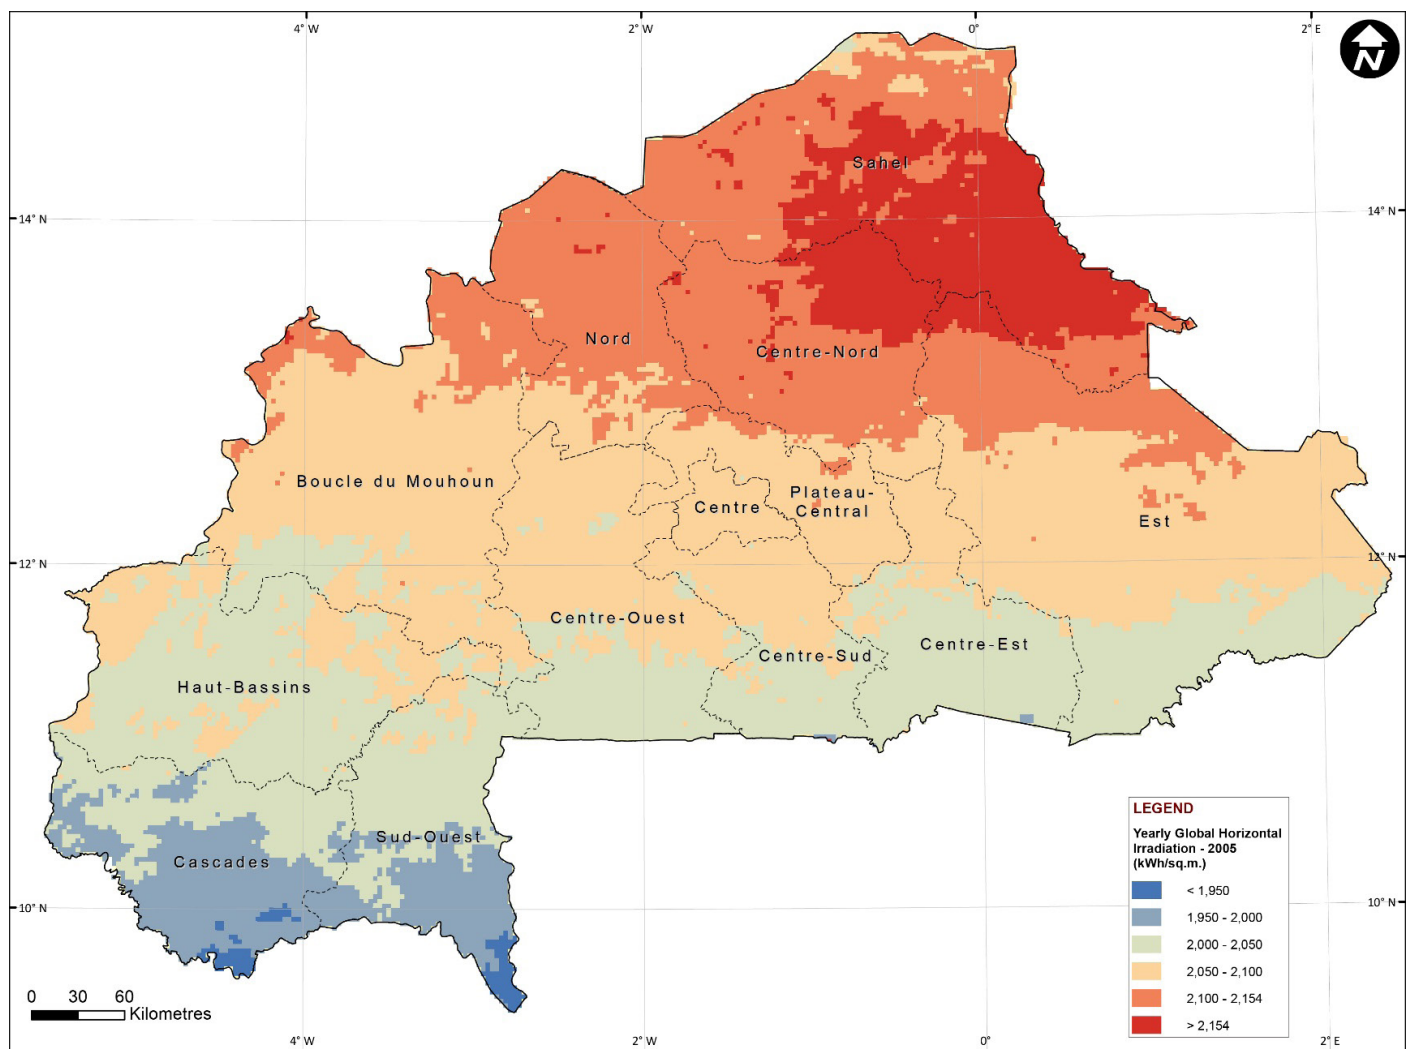 4° W
2° W
0°
2° E
N
Sahel
14° N
14° N
Nord
Centre-Nord
Boucle du Mouhoun
Centre
Plateau-
Central
Est
12° N
12° N
Centre-Ouest
Centre-Sud
Centre-Est
Haut-Bassins
Sud-Ouest
Cascades
LEGEND
Yearly Global Horizontal
Irradiation - 2005
(kWh/sq.m.)
< 1,950
1,950 - 2,000
2,000 - 2,050
2,050 - 2,100
2,100 - 2,154
> 2,154
10° N
10° N
0 30 60
Kilometres
4° W
2° W
0°
2° E